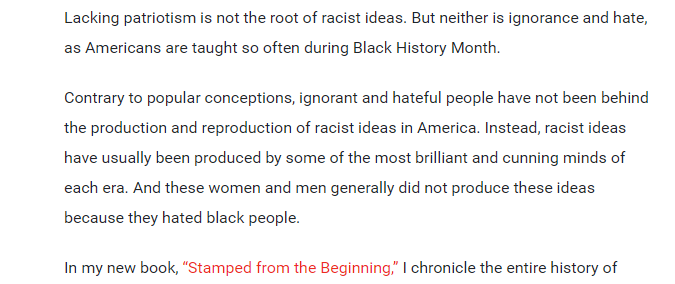 Lacking patriotism is not the root of racist ideas. But neither is ignorance and hate,
as Americans are taught so often during Black History Month.
Contrary to popular conceptions, ignorant and hateful people have not been behind
the production and reproduction of racist ideas in America. Instead, racist ideas
have usually been produced by some of the most brilliant and cunning minds of
each era. And these women and men generally did not produce these ideas
because they hated black people.
In my new book, “Stamped from the Beginning,” I chronicle the entire history of